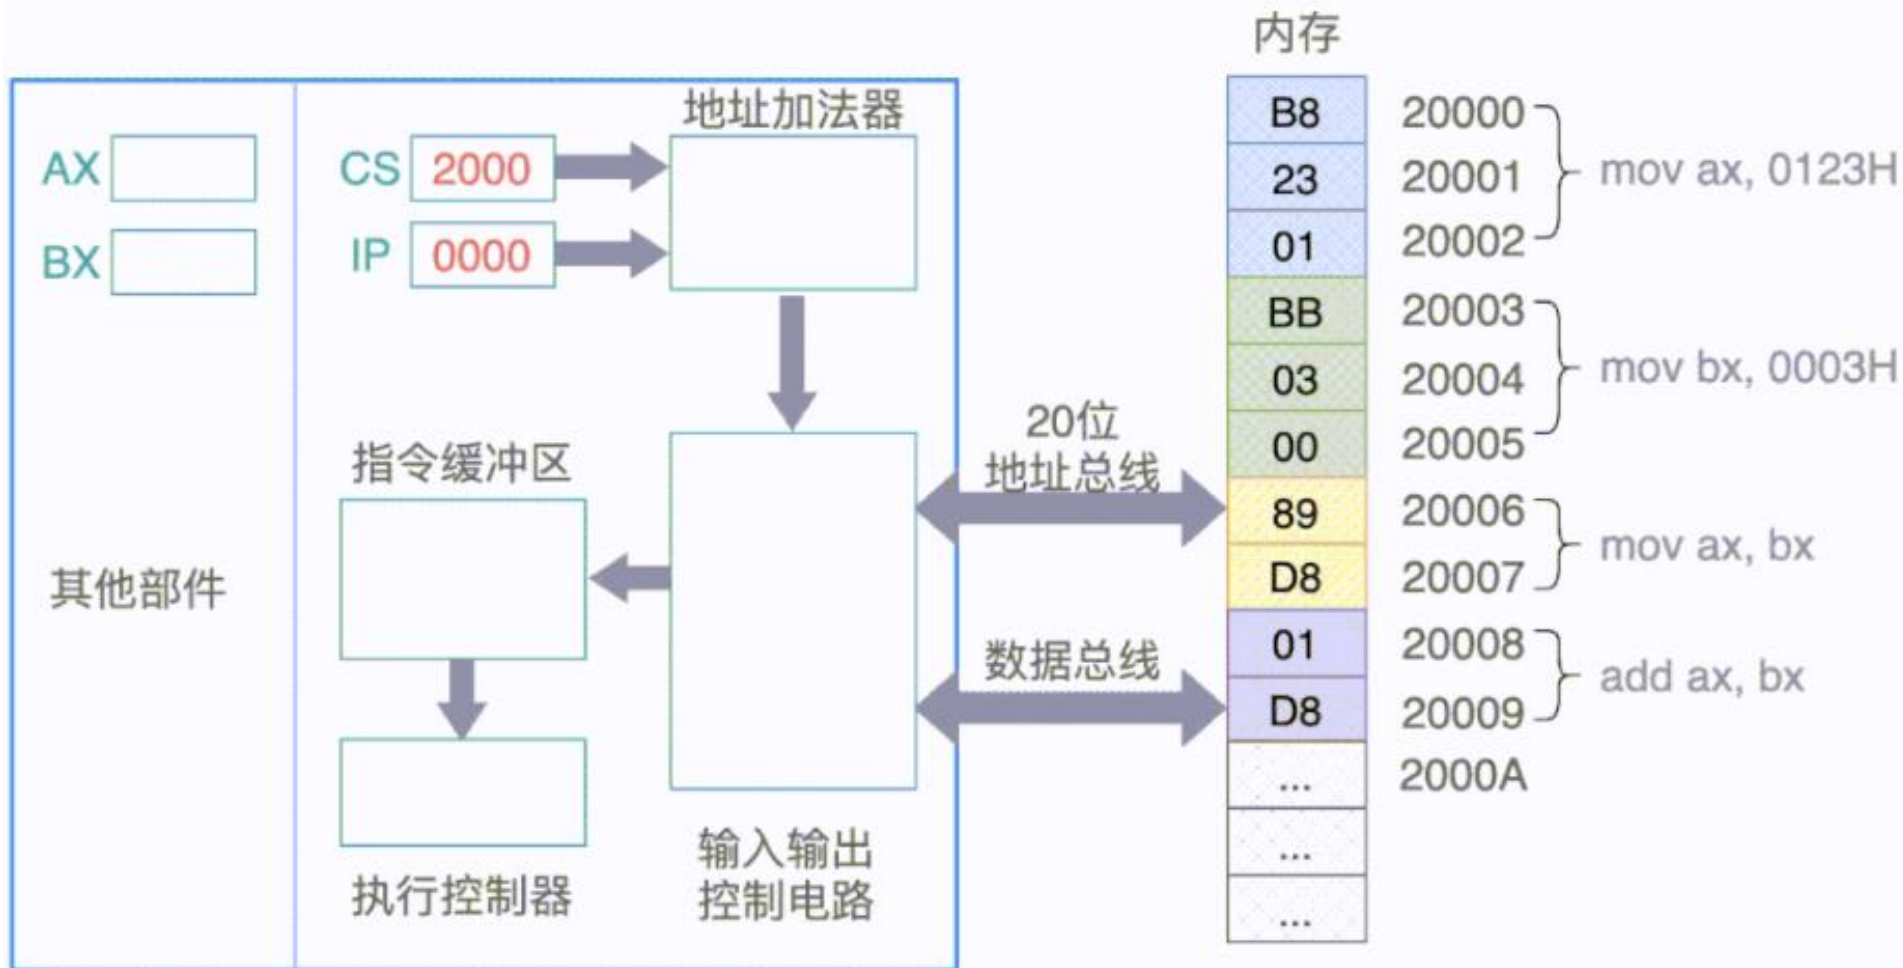 内存
地址加法器
AX
CS 2000
BX
IP 0000
指令缓冲区
其他部件
执行控制器
输入输出
控制电路
20位
地址总线
数据总线
B8 20000
23 20001 mov ax, 0123H
01 20002
BB 20003
03 20004 mov bx, 0003H
00 20005
89 20006
mov ax, bx
D8 20007
01 20008
add ax, bx
D8 20009
... 2000A
...
...